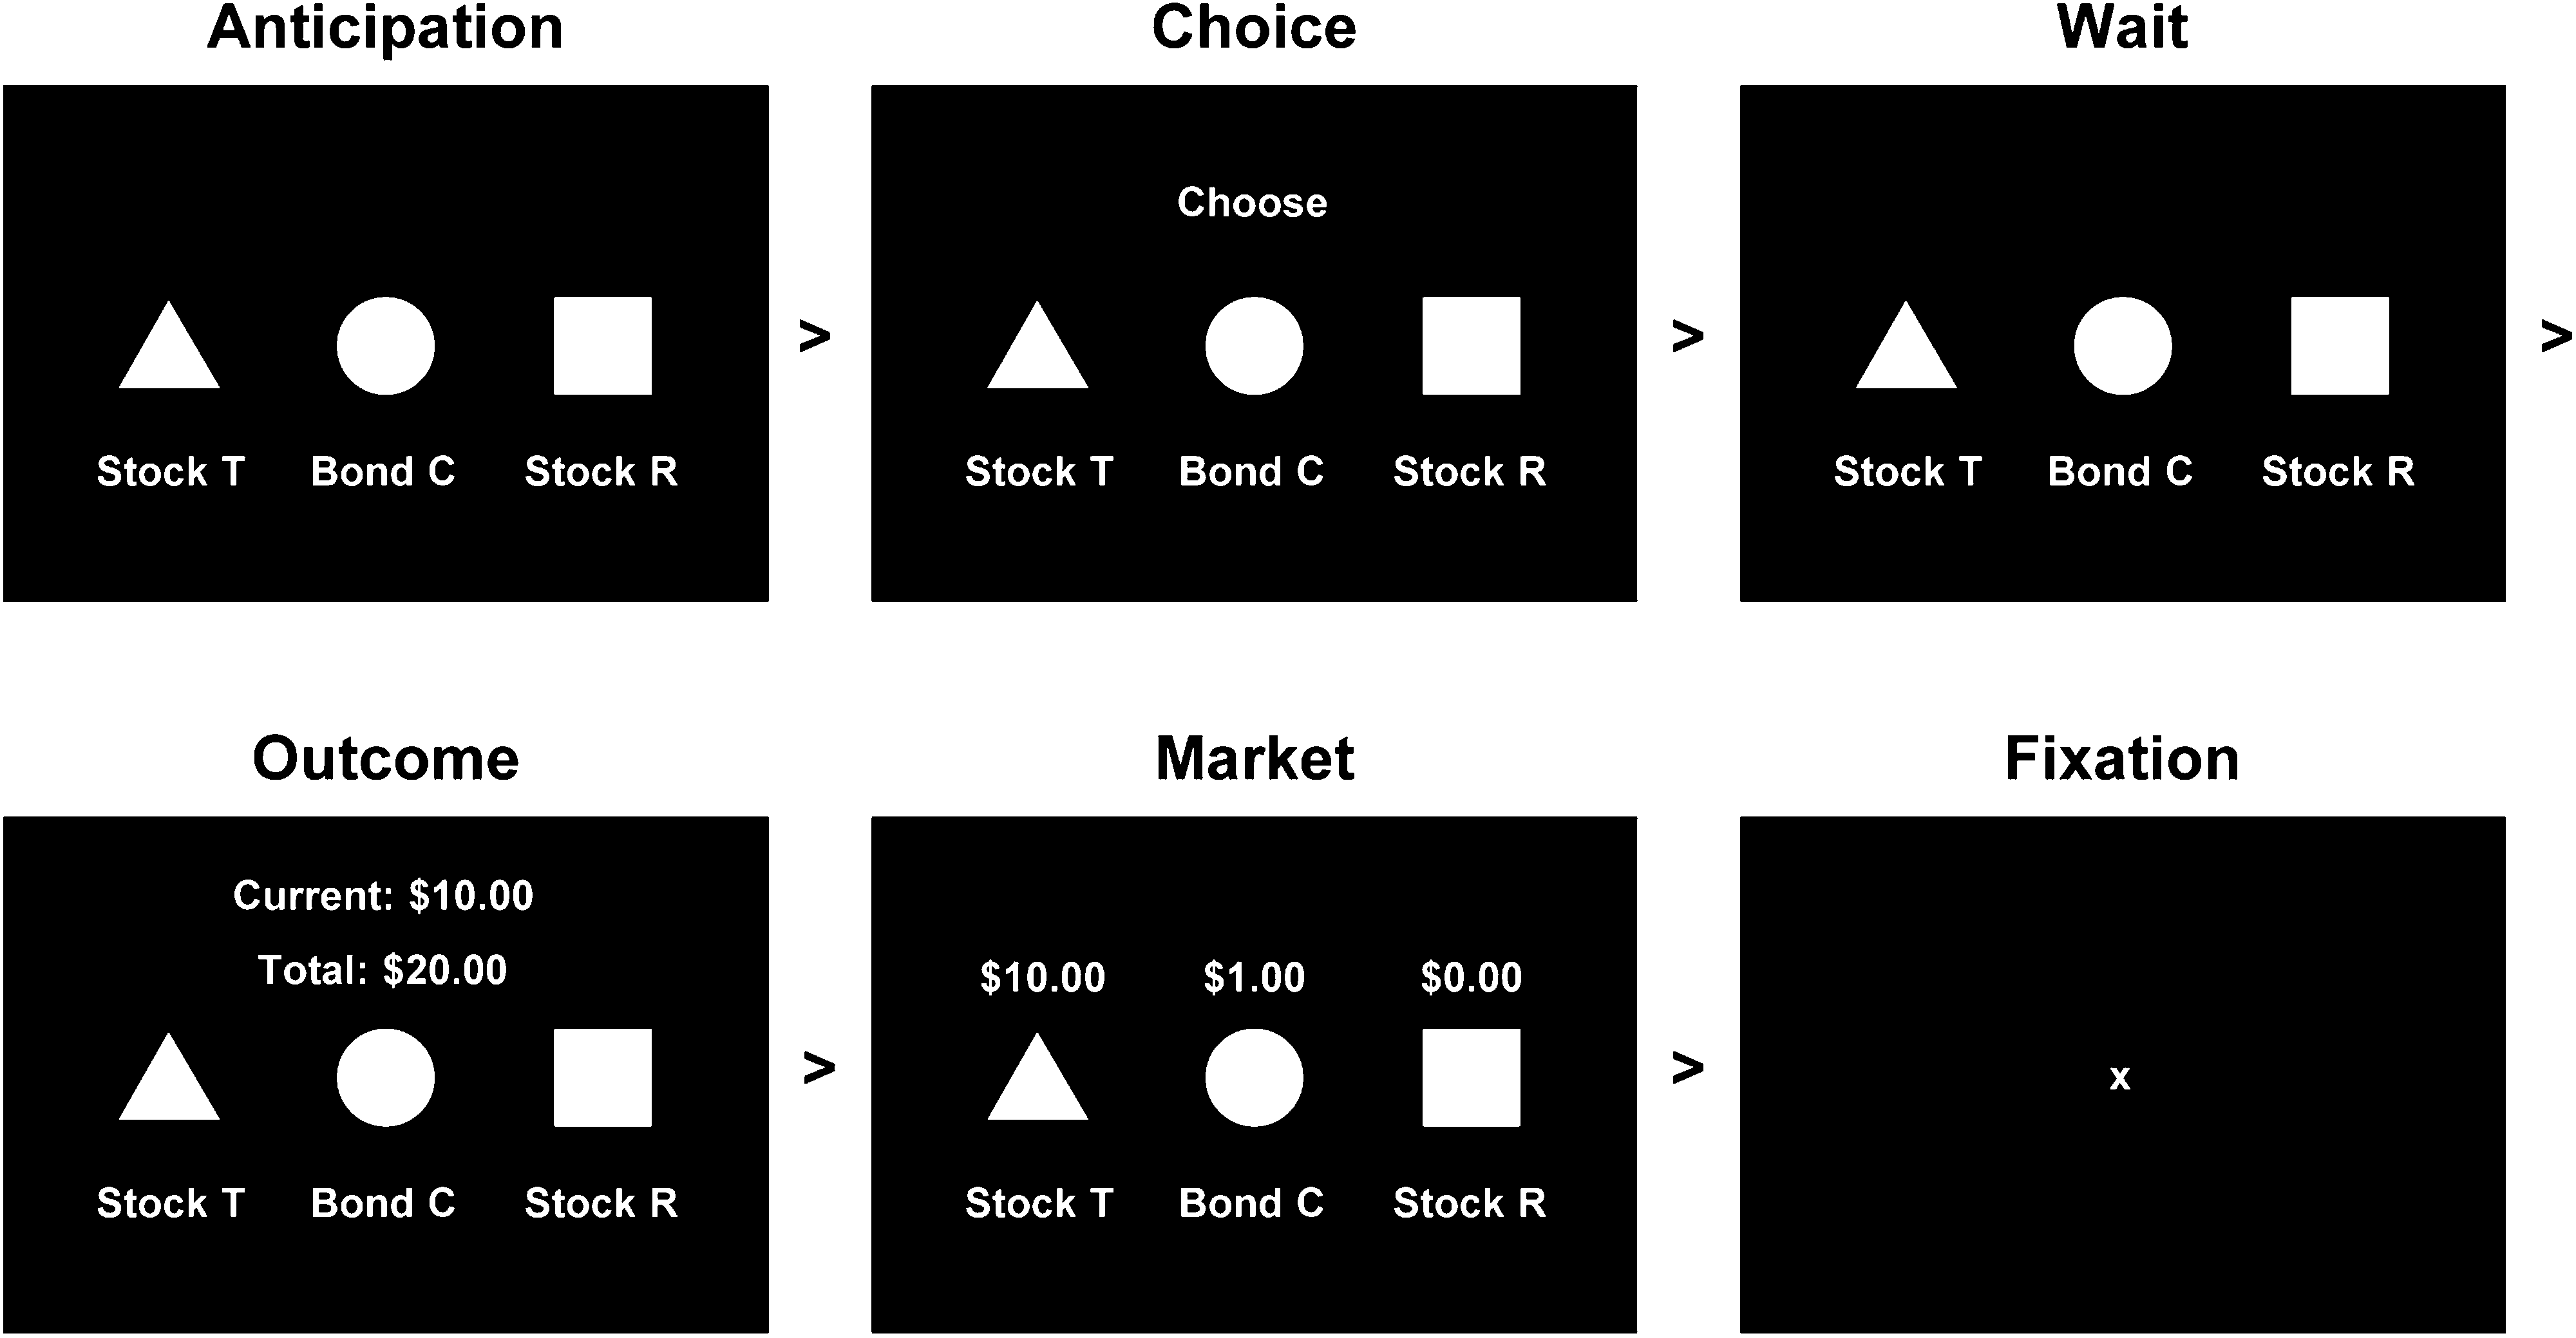 Anticipation
Choice
Wait
Choose
Stock T Bond C Stock R
>
Stock T Bond C Stock R
>
Stock T Bond C Stock R
>
Outcome
Market
Fixation
Current: $10.00
Total: $20.00
Stock T Bond C Stock R
>
$10.00 $1.00 $0.00
Stock T Bond C Stock R
>
x